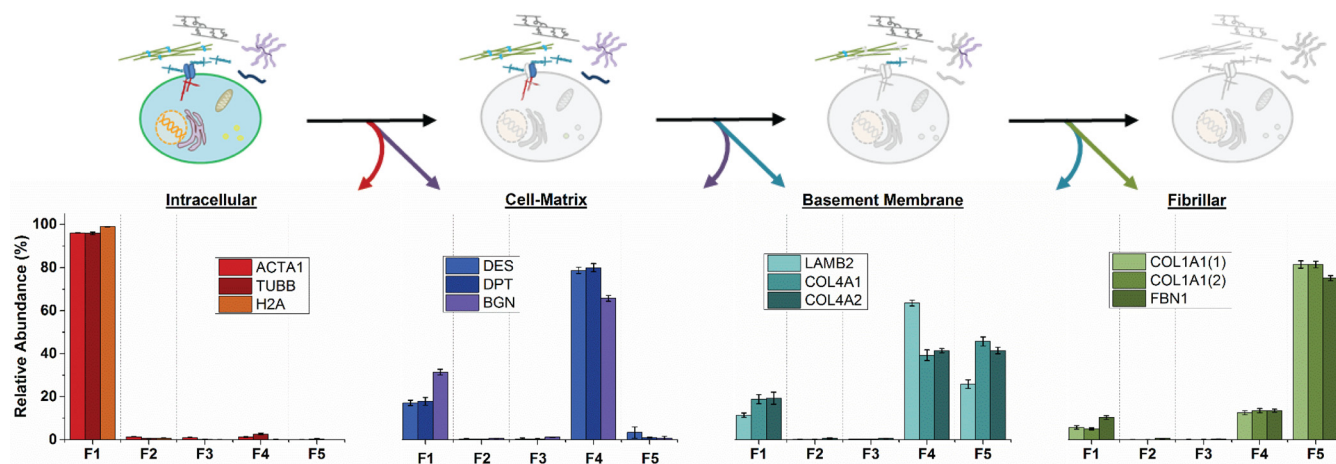 Intracellular
Cell-Matrix
Basement Membrane
Fibrillar
Relative Abundance (%)
100
80
60
40
20
0
ACTA1
TUBB
H2A
DES
DPT
BGN
LAMB2
COL4A1
COL4A2
COL1A1(1)
COL1A1(2)
FBN1
F1 F2 F3 F4 F5
F1 F2 F3 F4 F5
F1 F2 F3 F4 F5
F1 F2 F3 F4 F5